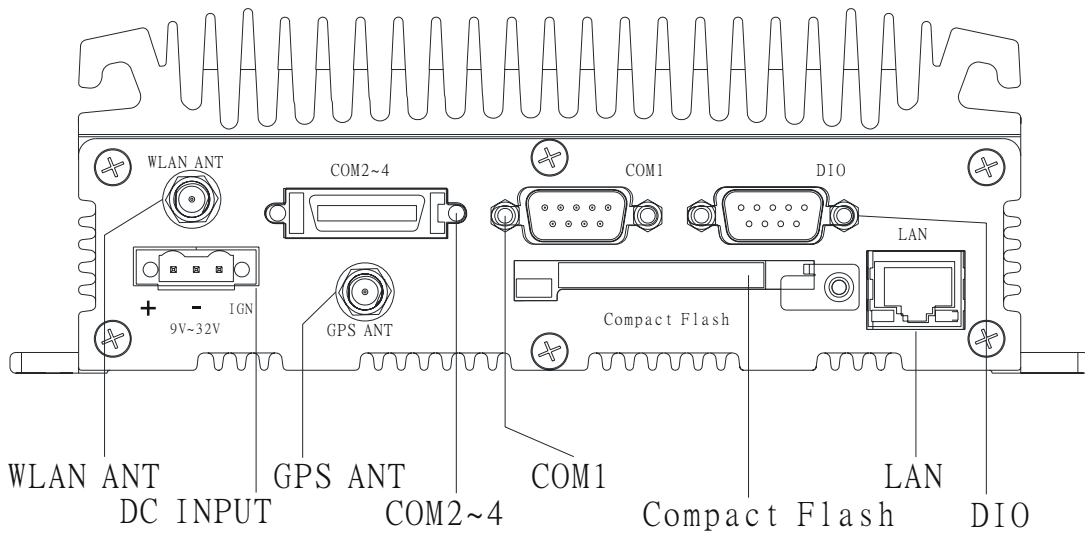 WLAN ANT
COM2~4
COM1
DIO
LAN
+ - IGN
9V~32V
GPS ANT
Compact Flash
WLAN ANT
GPS ANT
COM1
LAN
DC INPUT
COM2~4
Compact Flash
DIO